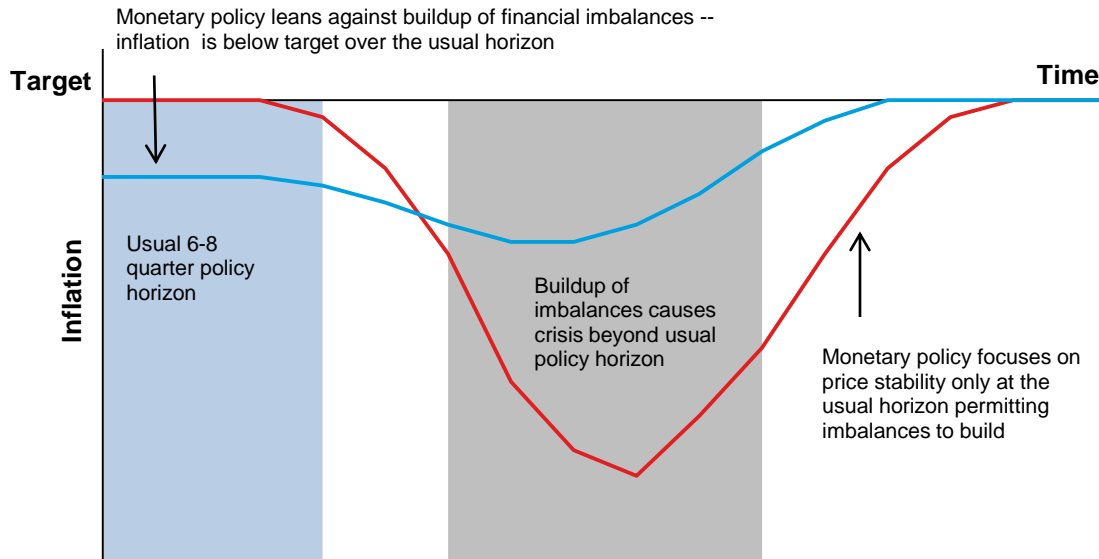 Monetary policy leans against buildup of financial imbalances --
inflation  is below target over the usual horizon
Target
Time
Inflation
Usual 6-8
quarter policy
horizon
Buildup of
imbalances causes
crisis beyond usual
policy horizon
Monetary policy focuses on
price stability only at the
usual horizon permitting
imbalances to build